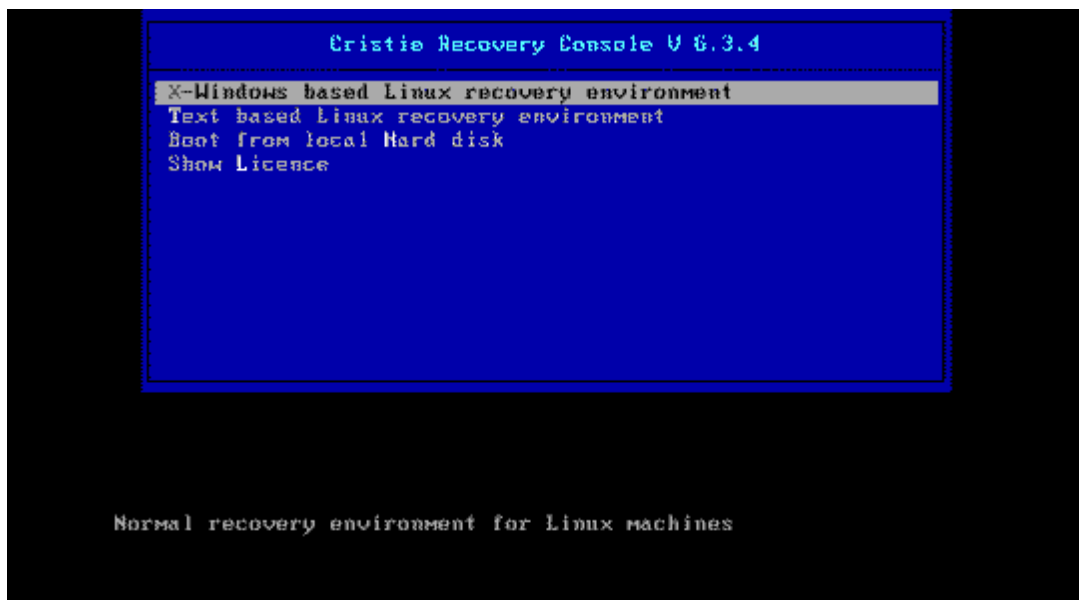 Cristie Recovery Console V 6.3.4
X-Windows based Linux recovery environment
Text based Linux recovery environment
Boot from local Hard disk
Show Licence
Normal recovery environment for Linux machines